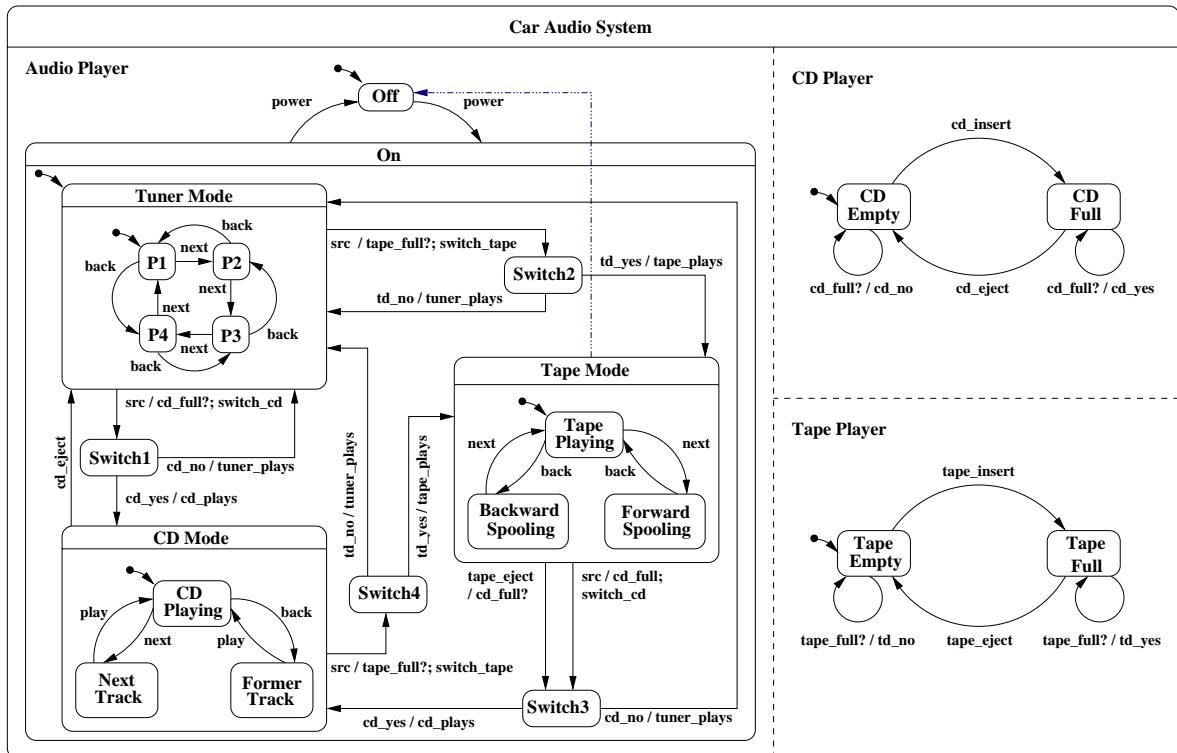 Car Audio System
Audio Player
Off
power
power
On
Tuner Mode
P1
next
P2
back
back
next
next
P4
next
P3
back
back
src / tape_full?; switch_tape
Switch2
td_yes / tape_plays
td_no / tuner_plays
src / cd_full?; switch_cd
Switch1
cd_no / tuner_plays
cd_eject
cd_yes / cd_plays
CD Mode
CD
Playing
play
next
back
play
Next
Track
Former
Track
td_no / tuner_plays
td_yes / tape_plays
Switch4
src / tape_full?; switch_tape
Tape Mode
Tape
Playing
next
back
next
back
Backward
Spooling
Forward
Spooling
tape_eject
/ cd_full?
src / cd_full;
switch_cd
Switch3
cd_yes / cd_plays
cd_no / tuner_plays
CD Player
cd_insert
CD
Empty
CD
Full
cd_full? / cd_no
cd_eject
cd_full? / cd_yes
Tape Player
tape_insert
Tape
Empty
Tape
Full
tape_full? / td_no
tape_eject
tape_full? / td_yes